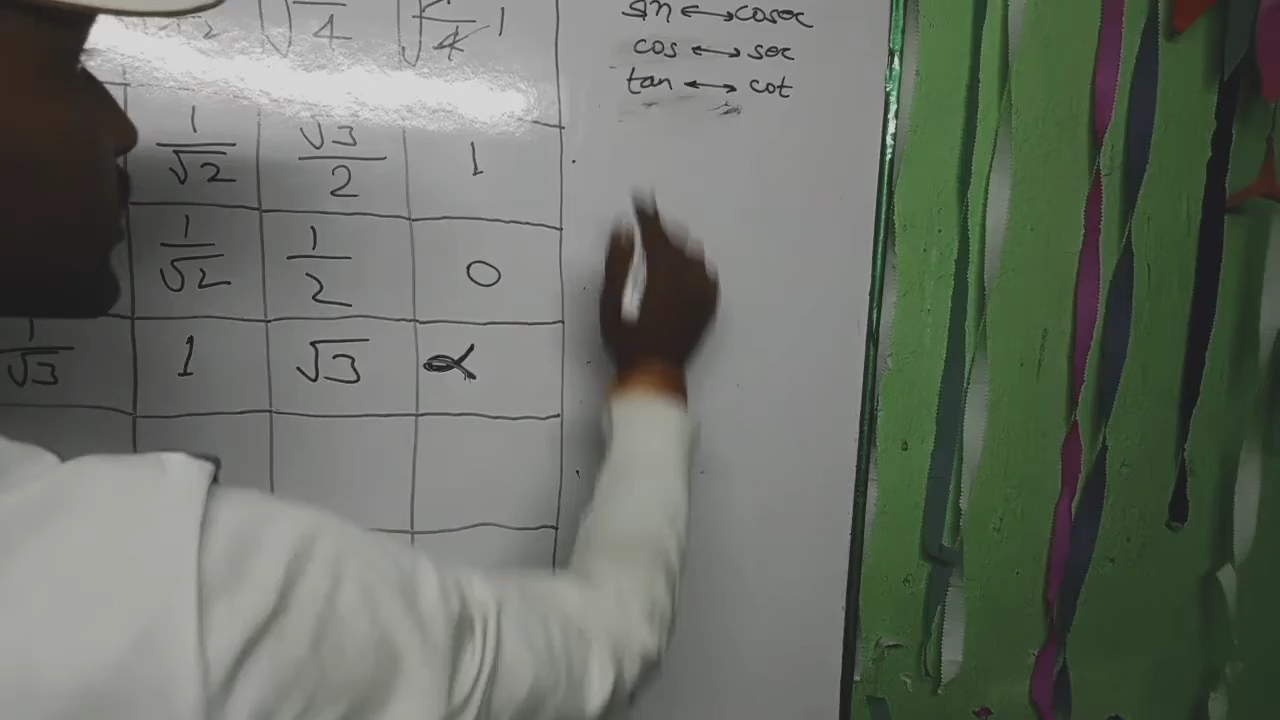 √4 √4 1
sin ↔ cosec
cos ↔ sec
tan ↔ cot
1/√2 √3/2 1
1/√2 1/2 0
1/√3 1 √3 α